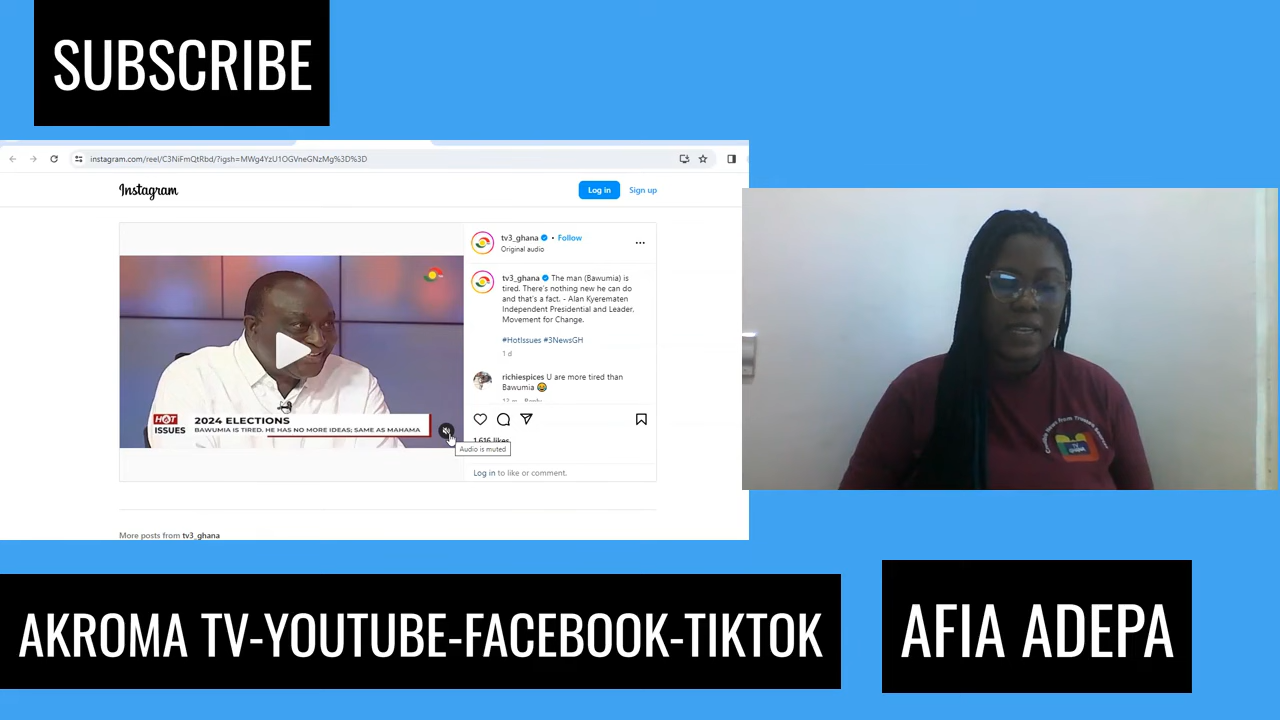 SUBSCRIBE
instagram.com/reel/C3NiFmQtRbd/?igsh=MWg4YzU1OGVneGNzMg%3D%3D
Instagram
Log in
Sign up
tv3_ghana • Follow
Original audio
tv3_ghana The man (Bawumia) is
tired. There's nothing new he can do
and that's a fact. - Alan Kyerematen
Independent Presidential and Leader,
Movement for Change.
#HotIssues #3NewsGH
1 d
richiespices U are more tired than
Bawumia
Reply
HOT
ISSUES
2024 ELECTIONS
BAWUMIA IS TIRED. HE HAS NO MORE IDEAS; SAME AS MAHAMA
1,616 likes
Audio is muted
Log in to like or comment.
More posts from tv3_ghana
AKROMA TV-YOUTUBE-FACEBOOK-TIKTOK
AFIA ADEPA